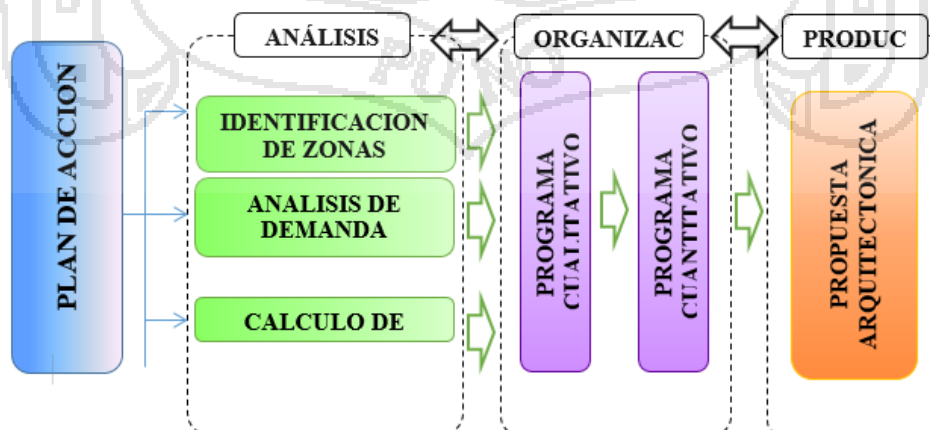 ANÁLISIS
ORGANIZAC
PRODUC
PLAN DE ACCION
IDENTIFICACION
DE ZONAS
ANALISIS DE
DEMANDA
CALCULO DE
PROGRAMA
CUALITATIVO
PROGRAMA
CUANTITATIVO
PROPUESTA
ARQUITECTONICA